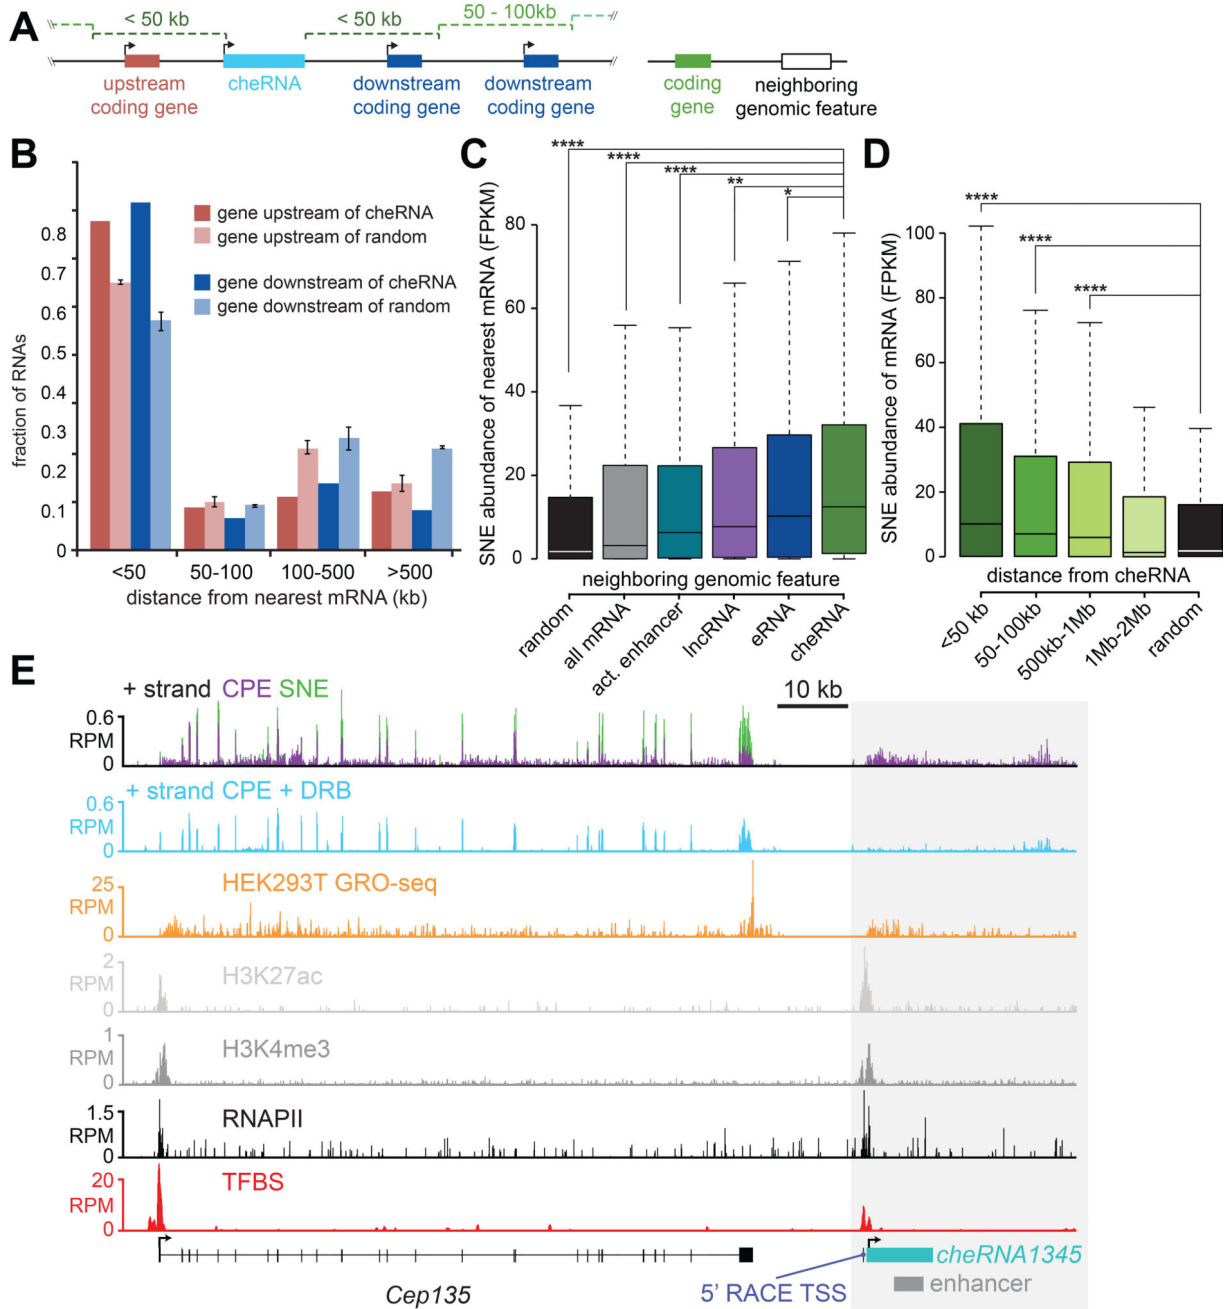 A
< 50 kb
< 50 kb
50 - 100kb
upstream
coding gene
cheRNA
downstream
coding gene
downstream
coding gene
coding
gene
neighboring
genomic feature
B
fraction of RNAs
0.8
0.7
0.6
0.5
0.4
0.3
0.2
0.1
0
gene upstream of cheRNA
gene upstream of random
gene downstream of cheRNA
gene downstream of random
<50
50-100
100-500
>500
distance from nearest mRNA (kb)
C
SNE abundance of nearest mRNA (FPKM)
80
60
40
20
0
****
****
****
**
*
neighboring genomic feature
random
all mRNA
act. enhancer
lncRNA
eRNA
cheRNA
D
SNE abundance of mRNA (FPKM)
100
80
60
40
20
0
****
****
****
distance from cheRNA
<50 kb
50-100kb
500kb-1Mb
1Mb-2Mb
random
E
+ strand CPE SNE
10 kb
0.6
RPM
0
+ strand CPE + DRB
0.6
RPM
0
HEK293T GRO-seq
25
RPM
0
H3K27ac
2
RPM
0
H3K4me3
1
RPM
0
RNAPII
1.5
RPM
0
TFBS
20
RPM
0
Cep135
5' RACE TSS
cheRNA1345
enhancer